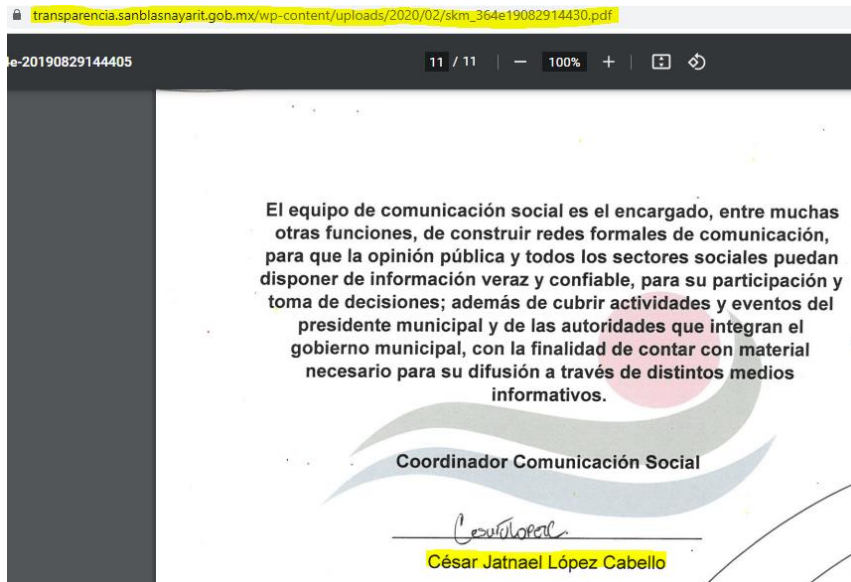 transparencia.sanblasnayarit.gob.mx/wp-content/uploads/2020/02/skm_364e19082914430.pdf
4e-20190829144405
11 / 11 | − 100% + |
El equipo de comunicación social es el encargado, entre muchas
otras funciones, de construir redes formales de comunicación,
para que la opinión pública y todos los sectores sociales puedan
disponer de información veraz y confiable, para su participación y
toma de decisiones; además de cubrir actividades y eventos del
presidente municipal y de las autoridades que integran el
gobierno municipal, con la finalidad de contar con material
necesario para su difusión a través de distintos medios
informativos.
Coordinador Comunicación Social
César Jatnael López Cabello